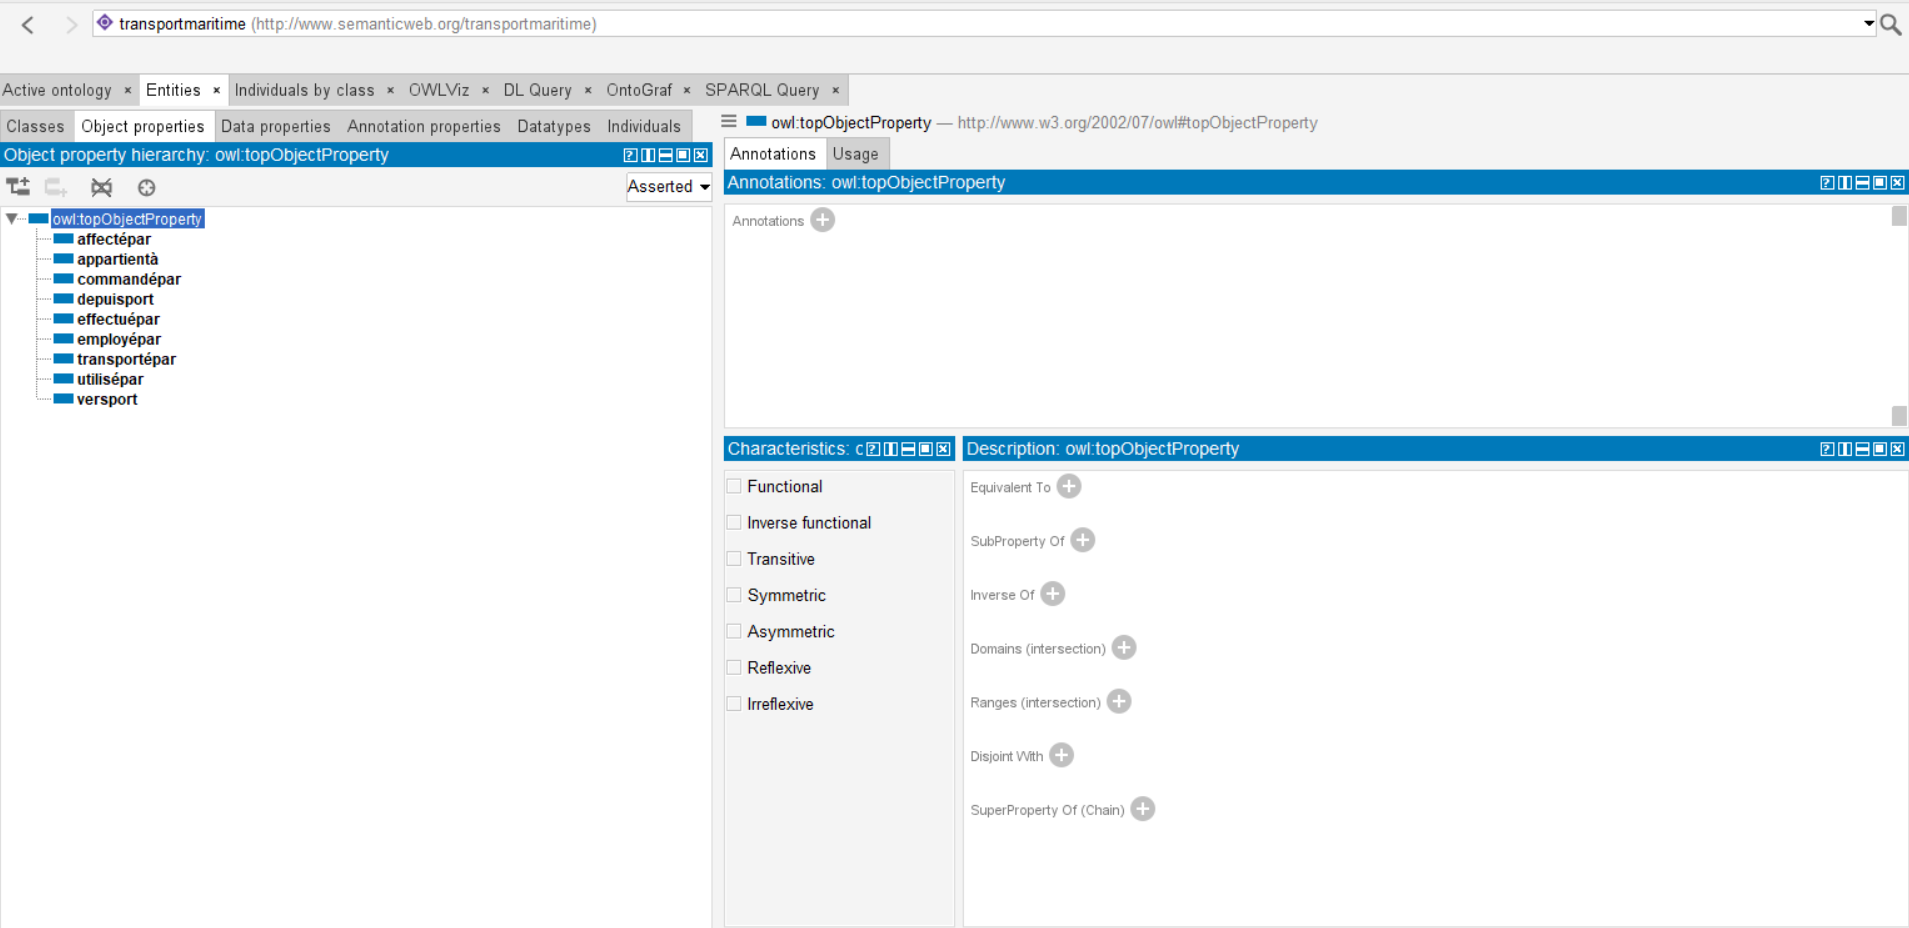 transportmaritime (http://www.semanticweb.org/transportmaritime)
Active ontology × Entities × Individuals by class × OWLViz × DL Query × OntoGraf × SPARQL Query ×
Classes Object properties Data properties Annotation properties Datatypes Individuals
Object property hierarchy: owl:topObjectProperty
Asserted
owl:topObjectProperty
affectépar
appartientà
commandépar
depuisport
effectuépar
employépar
transportépar
utilisépar
versport
owl:topObjectProperty — http://www.w3.org/2002/07/owl#topObjectProperty
Annotations Usage
Annotations: owl:topObjectProperty
Annotations
Characteristics: c
Functional
Inverse functional
Transitive
Symmetric
Asymmetric
Reflexive
Irreflexive
Description: owl:topObjectProperty
Equivalent To
SubProperty Of
Inverse Of
Domains (intersection)
Ranges (intersection)
Disjoint With
SuperProperty Of (Chain)